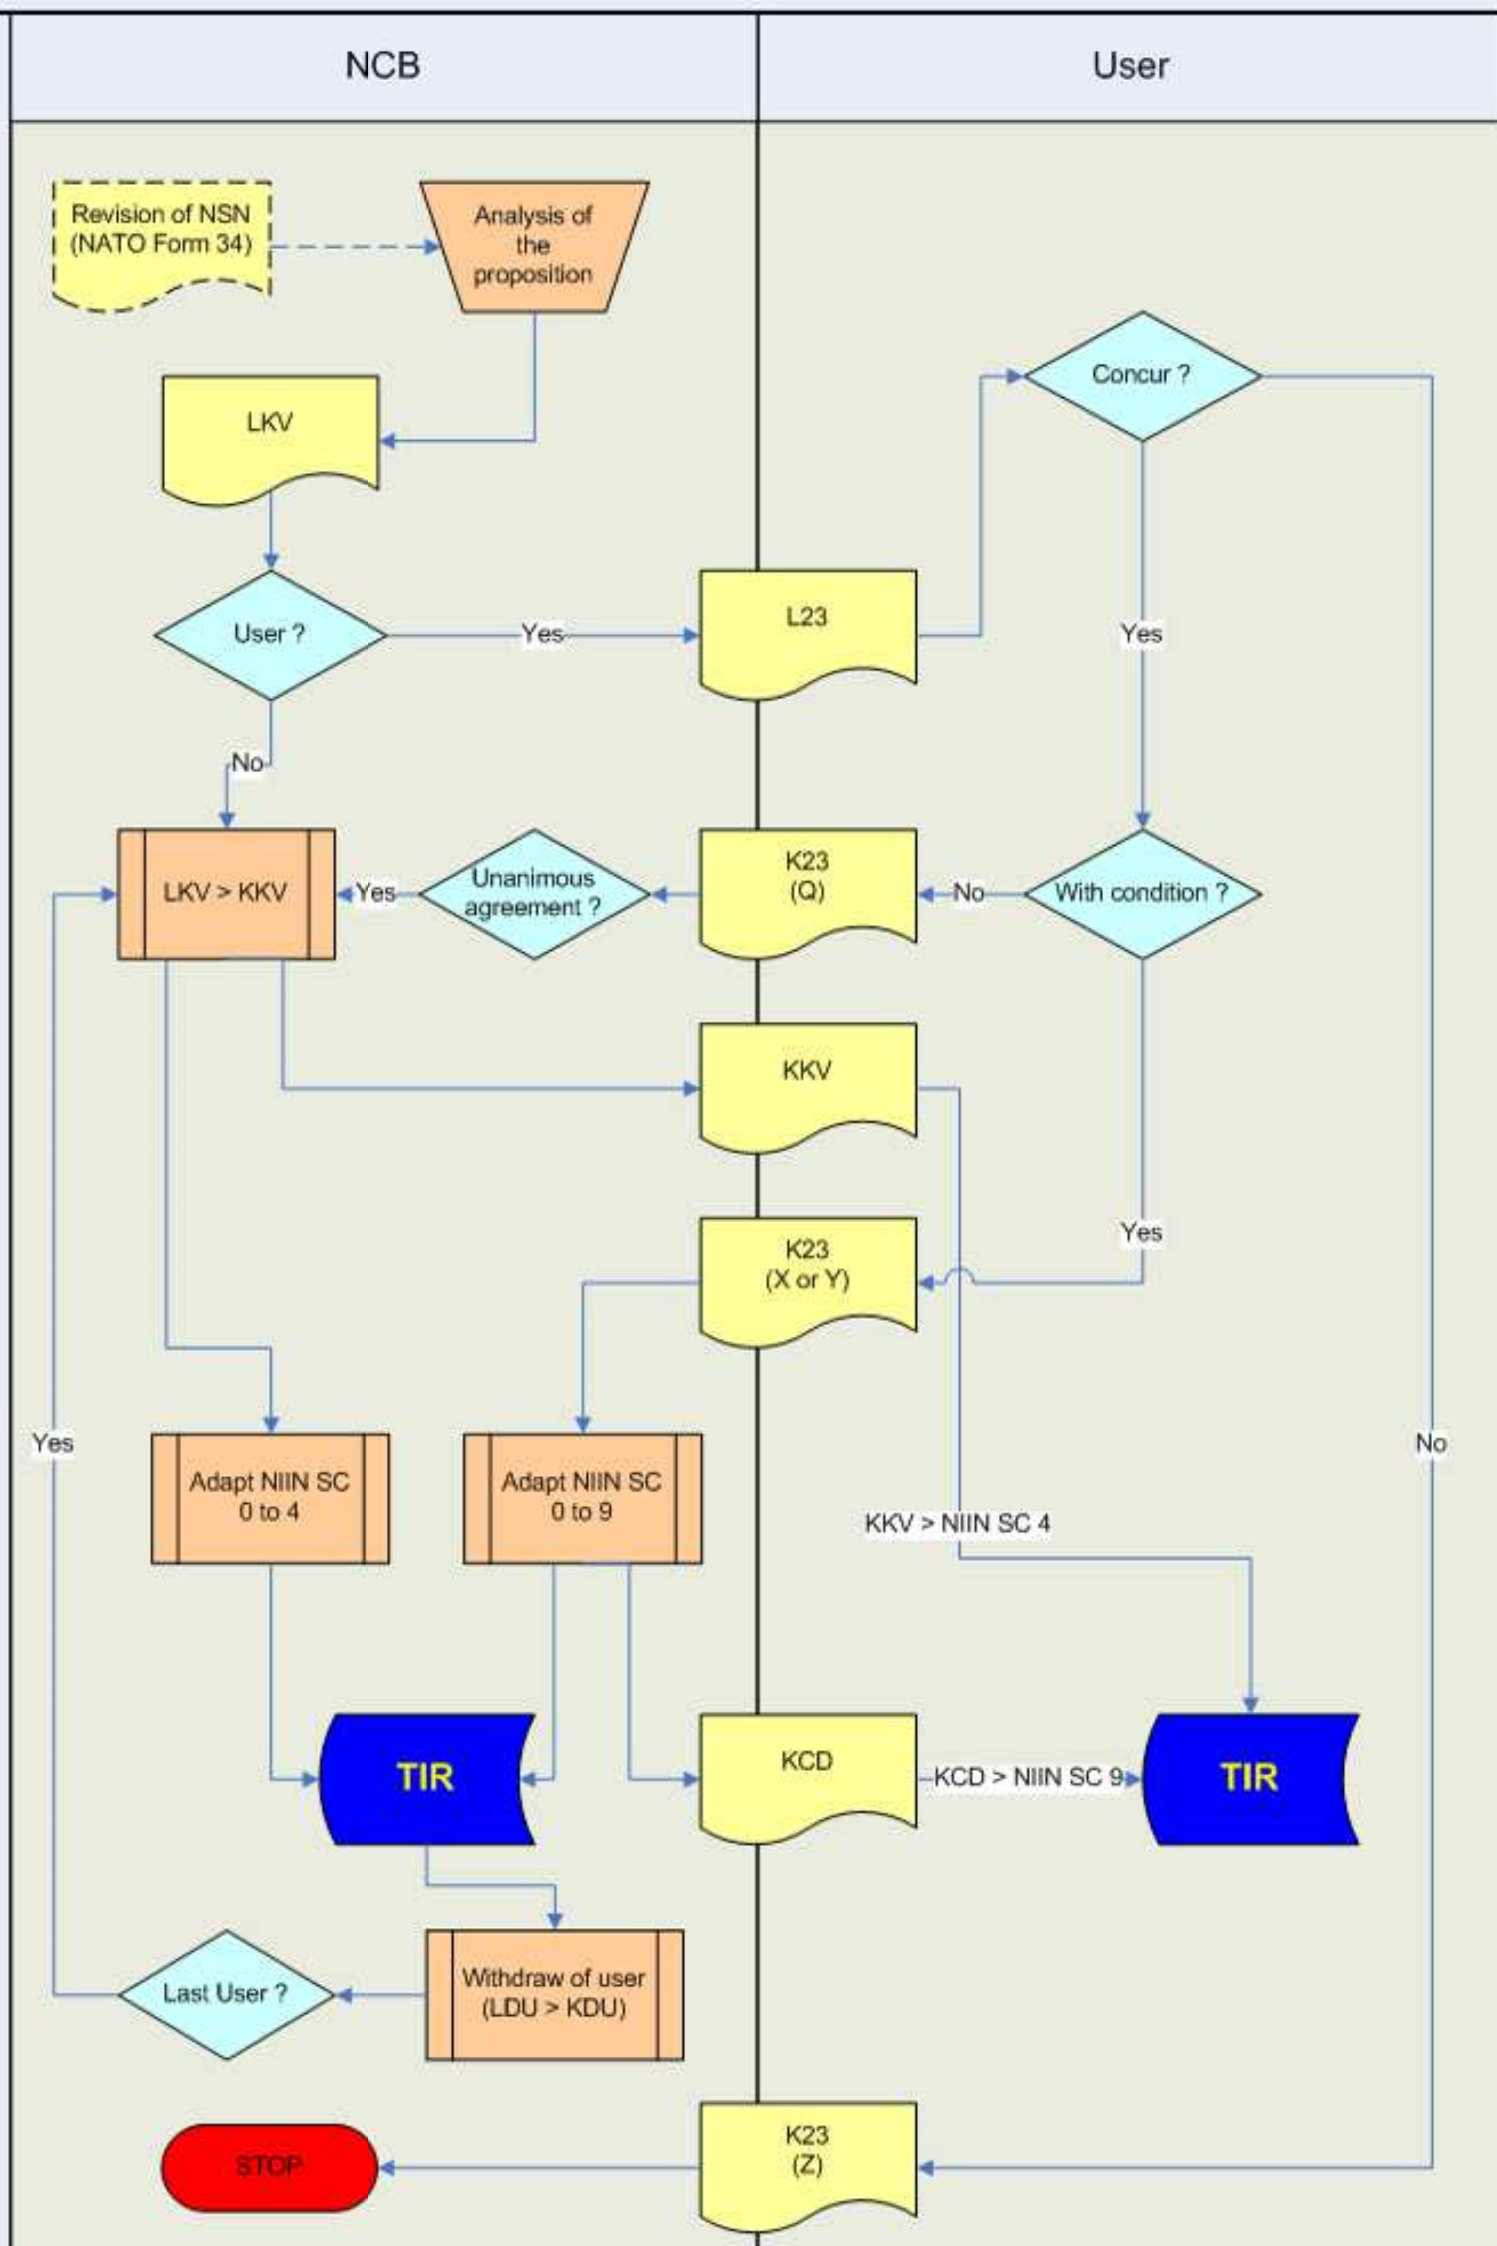 NCB
User
Revision of NSN
(NATO Form 34)
Analysis of
the
proposition
Concur ?
LKV
User ?
Yes
L23
Yes
No
LKV > KKV
Yes
Unanimous
agreement ?
K23
(Q)
No
With condition ?
KKV
K23
(X or Y)
Yes
Yes
No
Adapt NIIN SC
0 to 4
Adapt NIIN SC
0 to 9
KKV > NIIN SC 4
TIR
KCD
KCD > NIIN SC 9
TIR
Last User ?
Withdraw of user
(LDU > KDU)
STOP
K23
(Z)